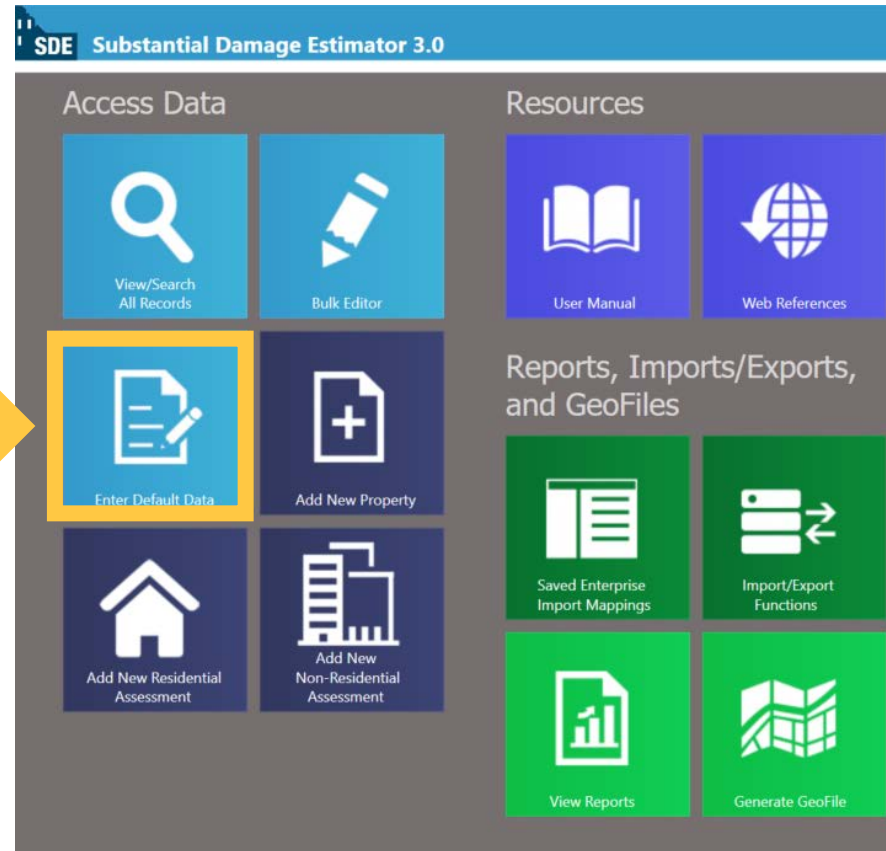 SDE Substantial Damage Estimator 3.0
Access Data
View/Search
All Records
Bulk Editor
Enter Default Data
Add New Property
Add New Residential
Assessment
Add New
Non-Residential
Assessment
Resources
User Manual
Web References
Reports, Imports/Exports,
and GeoFiles
Saved Enterprise
Import Mappings
Import/Export
Functions
View Reports
Generate GeoFile